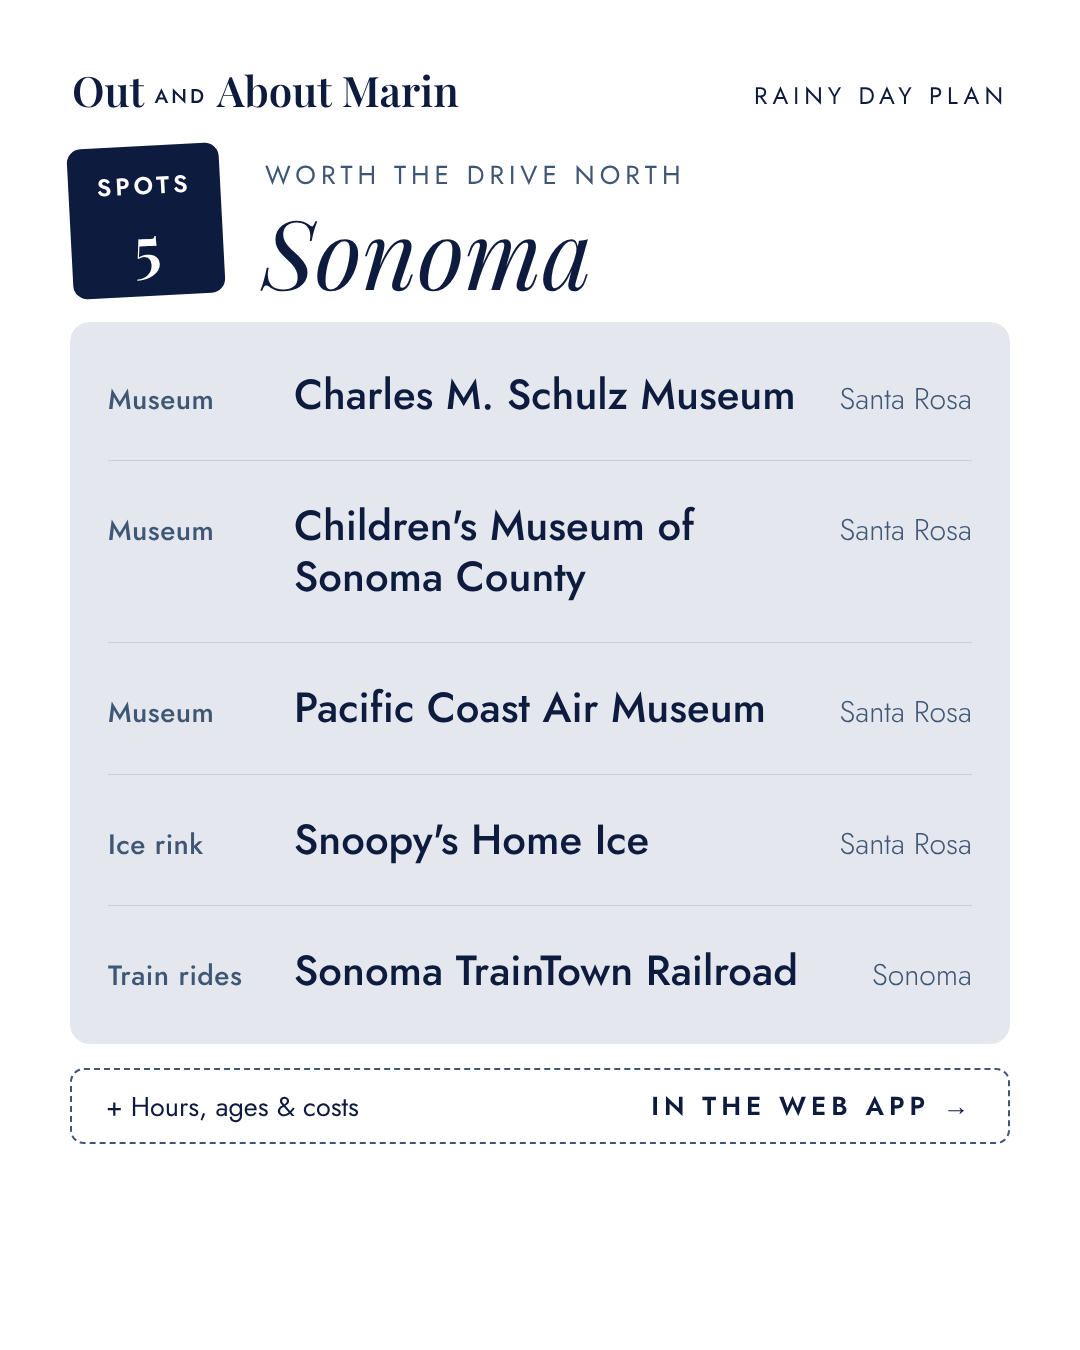 Out AND About Marin
RAINY DAY PLAN
SPOTS
5
WORTH THE DRIVE NORTH
Sonoma
Museum Charles M. Schulz Museum Santa Rosa
Museum Children's Museum of Santa Rosa
Sonoma County
Museum Pacific Coast Air Museum Santa Rosa
Ice rink Snoopy's Home Ice Santa Rosa
Train rides Sonoma TrainTown Railroad Sonoma
+ Hours, ages & costs IN THE WEB APP →